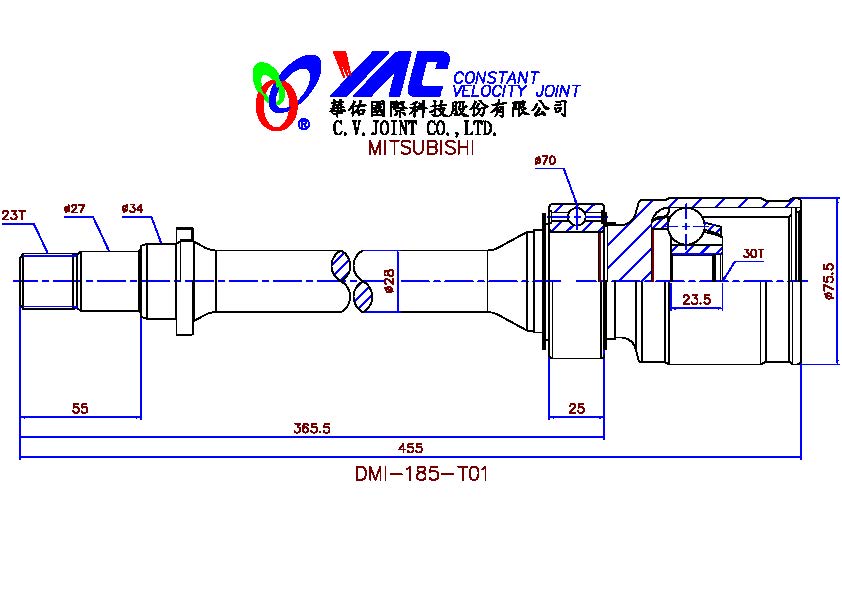 YAC CONSTANT
VELOCITY JOINT
®
華佑國際科技股份有限公司
C.V.JOINT CO.,LTD.
MITSUBISHI
ø70
23T
ø27
ø34
ø28
30T
23.5
ø75.5
55
25
365.5
455
DMI-185-T01